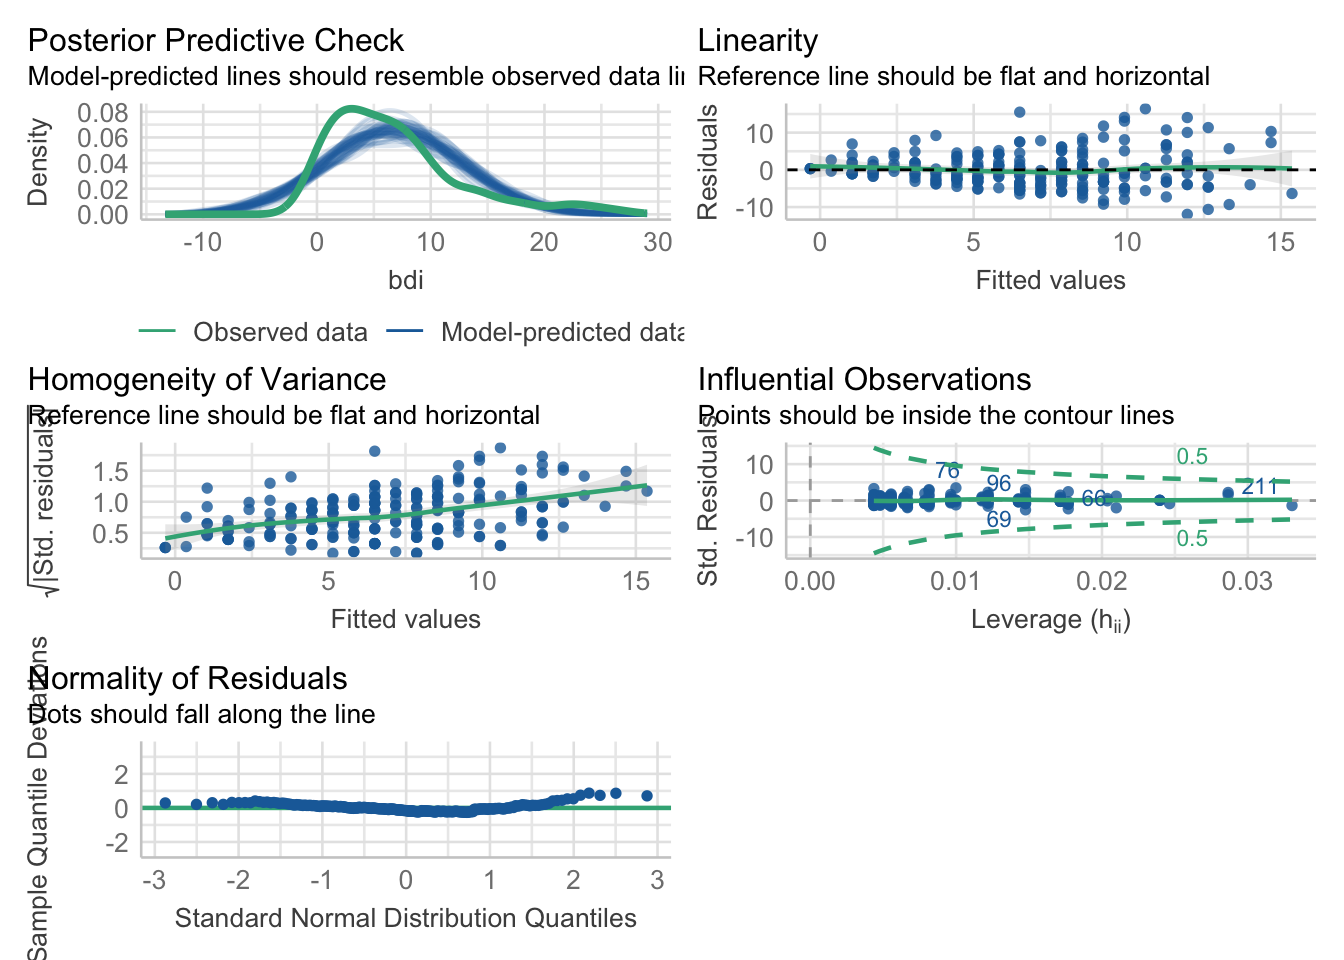 Posterior Predictive Check
Model-predicted lines should resemble observed data li
Density
0.08
0.06
0.04
0.02
0.00
-10 0 10 20 30
bdi
Observed data Model-predicted data
Linearity
Reference line should be flat and horizontal
Residuals
10
0
-10
0 5 10 15
Fitted values
Homogeneity of Variance
Reference line should be flat and horizontal
√|Std. residuals|
1.5
1.0
0.5
0 5 10 15
Fitted values
Influential Observations
Points should be inside the contour lines
Std. Residuals
10
0
-10
0.5
76
96
66
211
69
0.5
0.00 0.01 0.02 0.03
Leverage (hii)
Normality of Residuals
Dots should fall along the line
Sample Quantile Deviations
2
0
-2
-3 -2 -1 0 1 2 3
Standard Normal Distribution Quantiles